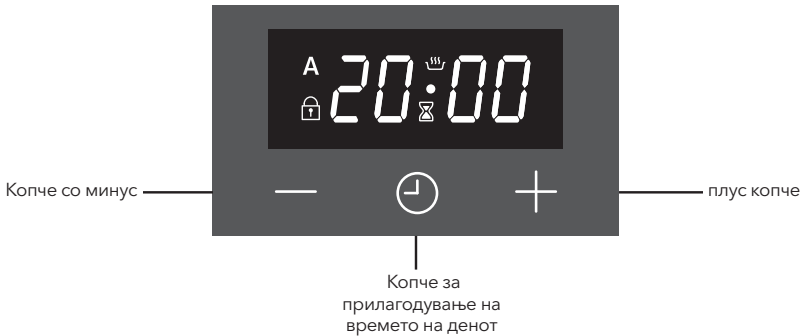 A
20:00
Копче со минус
плус копче
Копче за
прилагодување на
времето на денот